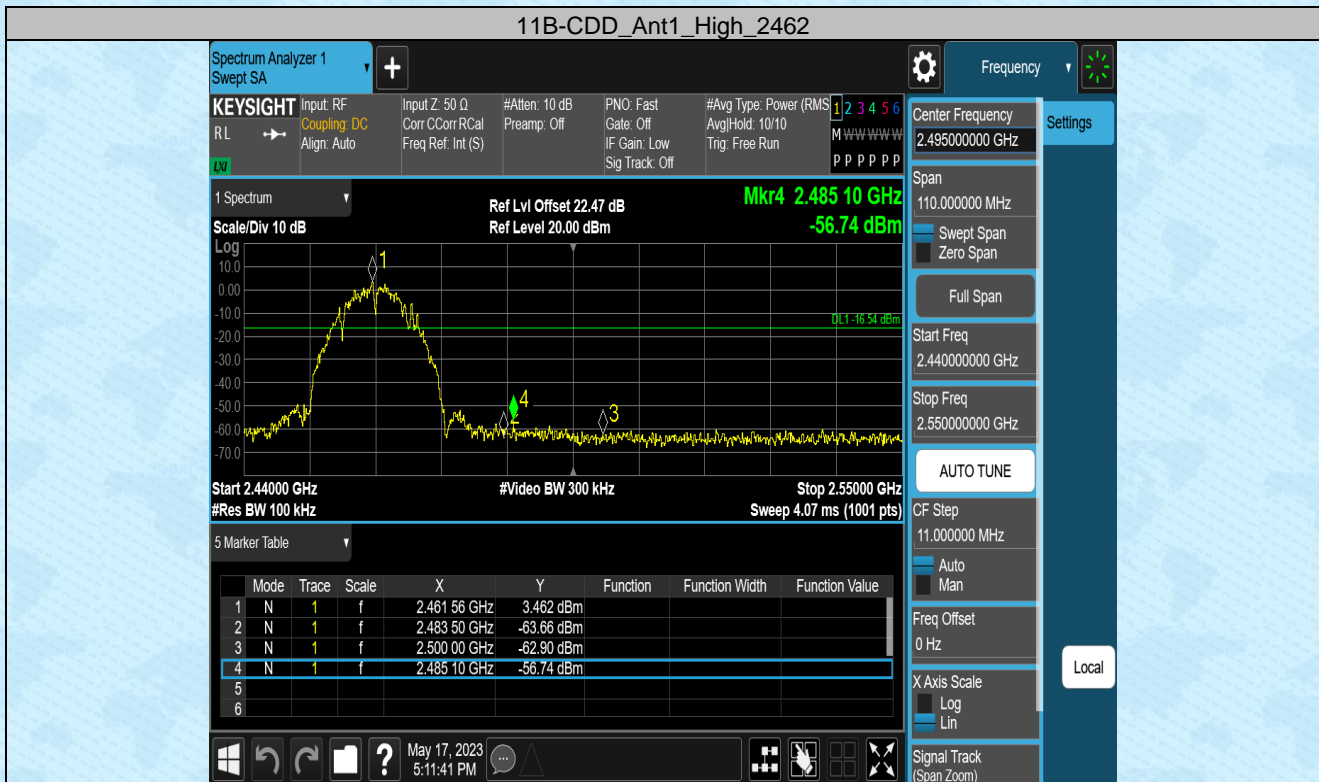 11B-CDD_Ant1_High_2462
Spectrum Analyzer 1
Swept SA
+
Frequency
KEYSIGHT
RL
LXI
Input: RF
Coupling: DC
Align: Auto
Input Z: 50 Ω
Corr CCorr RCal
Freq Ref: Int (S)
#Atten: 10 dB
Preamp: Off
PNO: Fast
Gate: Off
IF Gain: Low
Sig Track: Off
#Avg Type: Power (RMS
Avg|Hold: 10/10
Trig: Free Run
1 2 3 4 5 6
M W W W W W
P P P P P P
1 Spectrum
Scale/Div 10 dB
Ref Lvl Offset 22.47 dB
Ref Level 20.00 dBm
Mkr4 2.485 10 GHz
-56.74 dBm
Log
10.0
0.00
-10.0
-20.0
-30.0
-40.0
-50.0
-60.0
-70.0
1
DL1 -16.54 dBm
4
2
3
Start 2.44000 GHz
#Video BW 300 kHz
Stop 2.55000 GHz
#Res BW 100 kHz
Sweep 4.07 ms (1001 pts)
5 Marker Table
Mode Trace Scale X Y Function Function Width Function Value
1 N 1 f 2.461 56 GHz 3.462 dBm
2 N 1 f 2.483 50 GHz -63.66 dBm
3 N 1 f 2.500 00 GHz -62.90 dBm
4 N 1 f 2.485 10 GHz -56.74 dBm
5
6
?
May 17, 2023
5:11:41 PM
Center Frequency
2.495000000 GHz
Settings
Span
110.000000 MHz
Swept Span
Zero Span
Full Span
Start Freq
2.440000000 GHz
Stop Freq
2.550000000 GHz
AUTO TUNE
CF Step
11.000000 MHz
Auto
Man
Freq Offset
0 Hz
Local
X Axis Scale
Log
Lin
Signal Track
(Span Zoom)